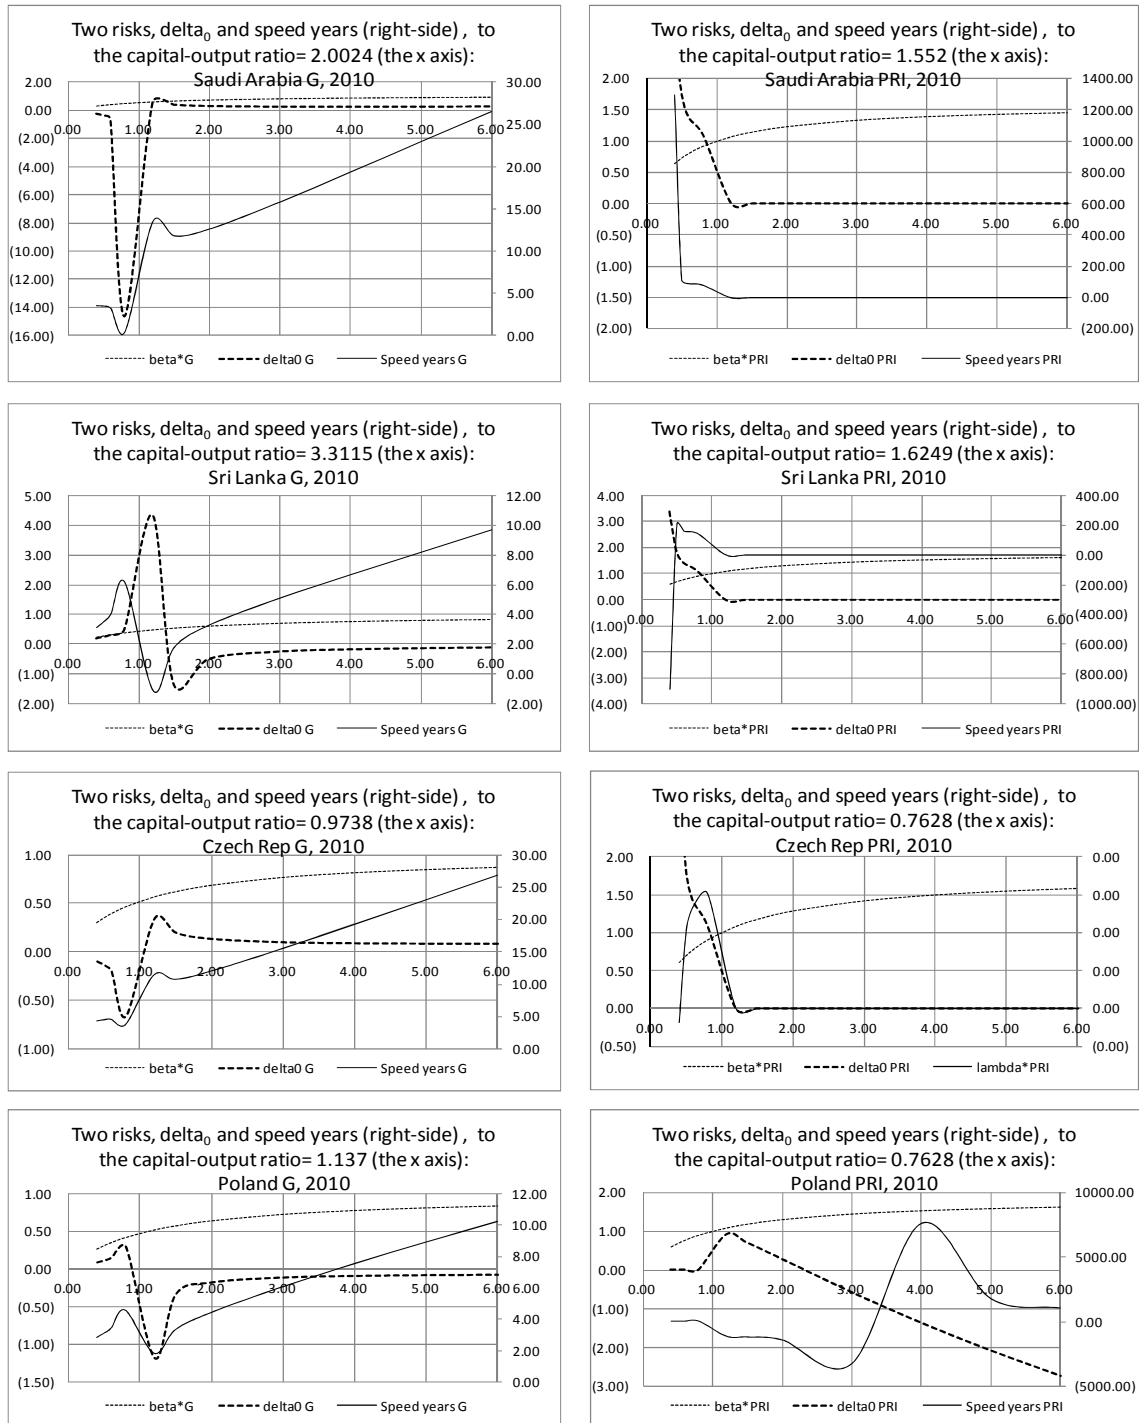 Two risks, delta0 and speed years (right-side) , to
the capital-output ratio= 2.0024 (the x axis):
Saudi Arabia G, 2010
2.00
0.00
(2.00)
(4.00)
(6.00)
(8.00)
(10.00)
(12.00)
(14.00)
(16.00)
0.00 1.00 2.00 3.00 4.00 5.00 6.00
30.00
25.00
20.00
15.00
10.00
5.00
0.00
beta*G delta0 G Speed years G
Two risks, delta0 and speed years (right-side) , to
the capital-output ratio= 1.552 (the x axis):
Saudi Arabia PRI, 2010
2.00
1.50
1.00
0.50
0.00
(0.50)
(1.00)
(1.50)
(2.00)
0.00 1.00 2.00 3.00 4.00 5.00 6.00
1400.00
1200.00
1000.00
800.00
600.00
400.00
200.00
0.00
(200.00)
beta*PRI delta0 PRI Speed years PRI
Two risks, delta0 and speed years (right-side) , to
the capital-output ratio= 3.3115 (the x axis):
Sri Lanka G, 2010
5.00
4.00
3.00
2.00
1.00
0.00
(1.00)
(2.00)
0.00 1.00 2.00 3.00 4.00 5.00 6.00
12.00
10.00
8.00
6.00
4.00
2.00
0.00
(2.00)
beta*G delta0 G Speed years G
Two risks, delta0 and speed years (right-side) , to
the capital-output ratio= 1.6249 (the x axis):
Sri Lanka PRI, 2010
4.00
3.00
2.00
1.00
0.00
(1.00)
(2.00)
(3.00)
(4.00)
0.00 1.00 2.00 3.00 4.00 5.00 6.00
400.00
200.00
0.00
(200.00)
(400.00)
(600.00)
(800.00)
(1000.00)
beta*PRI delta0 PRI Speed years PRI
Two risks, delta0 and speed years (right-side) , to
the capital-output ratio= 0.9738 (the x axis):
Czech Rep G, 2010
1.00
0.50
0.00
(0.50)
(1.00)
0.00 1.00 2.00 3.00 4.00 5.00 6.00
30.00
25.00
20.00
15.00
10.00
5.00
0.00
beta*G delta0 G Speed years G
Two risks, delta0 and speed years (right-side) , to
the capital-output ratio= 0.7628 (the x axis):
Czech Rep PRI, 2010
2.00
1.50
1.00
0.50
0.00
(0.50)
0.00 1.00 2.00 3.00 4.00 5.00 6.00
0.00
0.00
0.00
0.00
0.00
(0.00)
beta*PRI delta0 PRI lambda*PRI
Two risks, delta0 and speed years (right-side) , to
the capital-output ratio= 1.137 (the x axis):
Poland G, 2010
1.00
0.50
0.00
(0.50)
(1.00)
(1.50)
0.00 1.00 2.00 3.00 4.00 5.00 6.00
12.00
10.00
8.00
6.00
4.00
2.00
0.00
beta*G delta0 G Speed years G
Two risks, delta0 and speed years (right-side) , to
the capital-output ratio= 0.7628 (the x axis):
Poland PRI, 2010
2.00
1.00
0.00
(1.00)
(2.00)
(3.00)
0.00 1.00 2.00 3.00 4.00 5.00 6.00
10000.00
5000.00
0.00
(5000.00)
beta*PRI delta0 PRI Speed years PRI